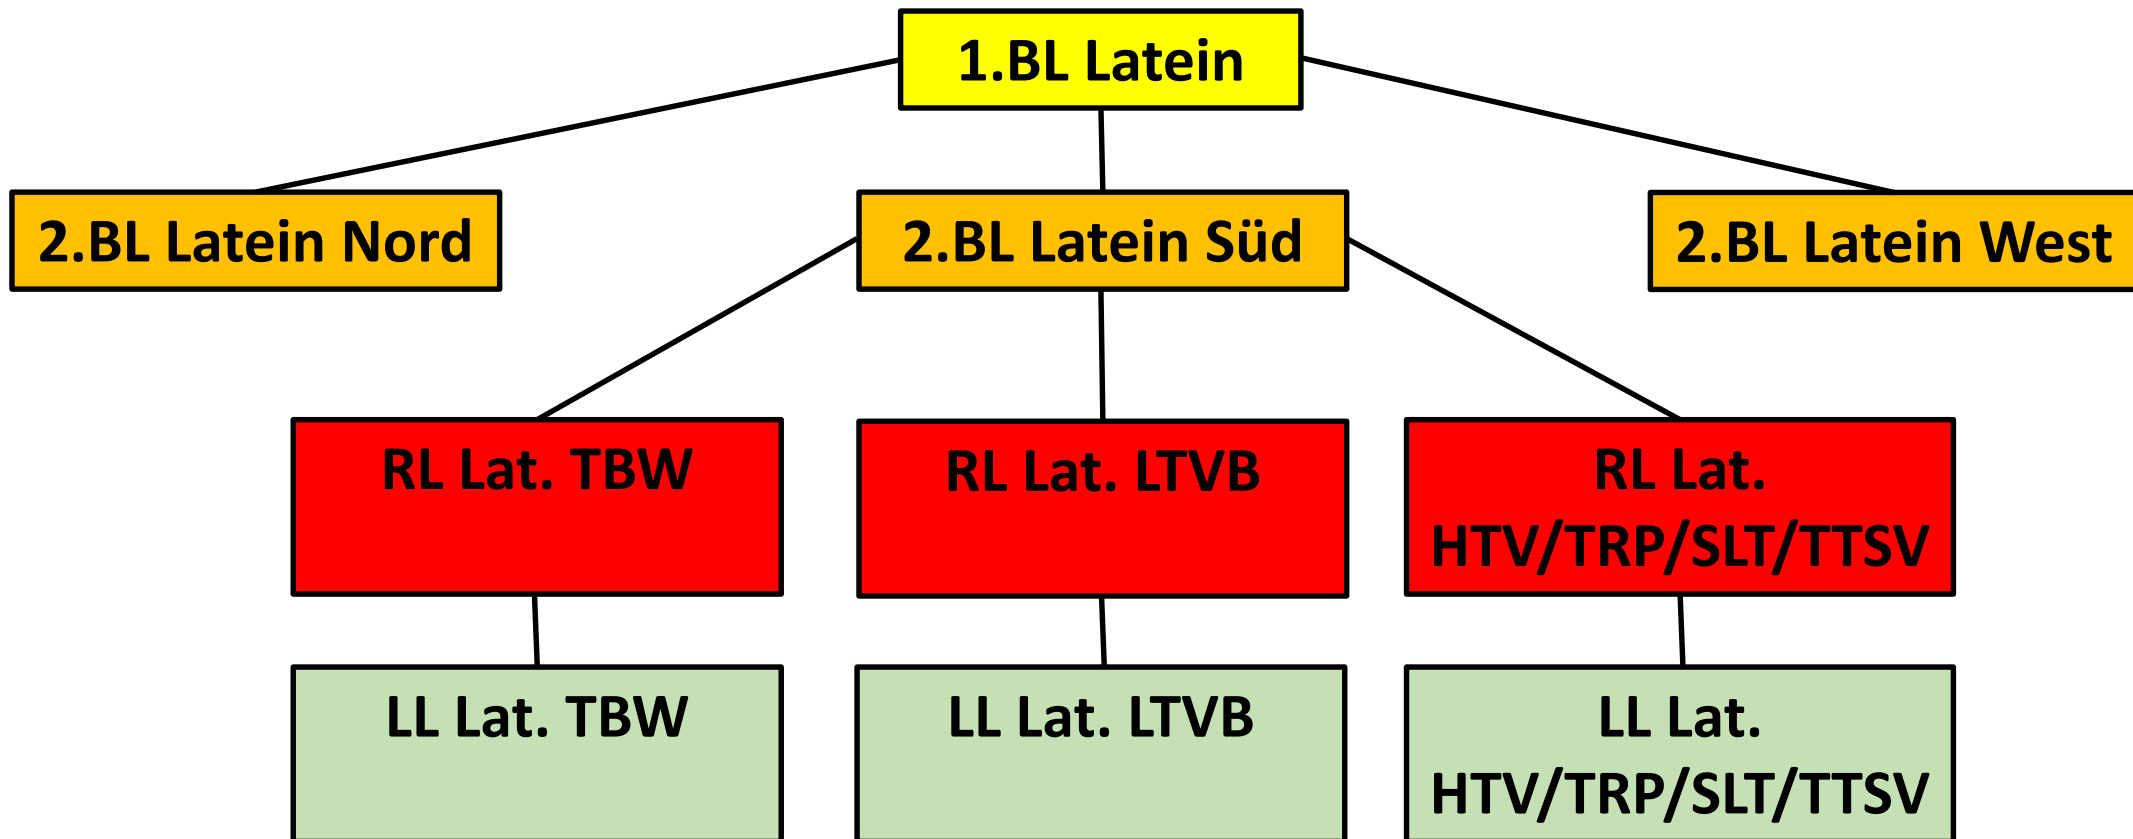 1.BL Latein
2.BL Latein Nord
2.BL Latein Süd
2.BL Latein West
RL Lat. TBW
RL Lat. LTVB
RL Lat.
HTV/TRP/SLT/TTSV
LL Lat. TBW
LL Lat. LTVB
LL Lat.
HTV/TRP/SLT/TTSV